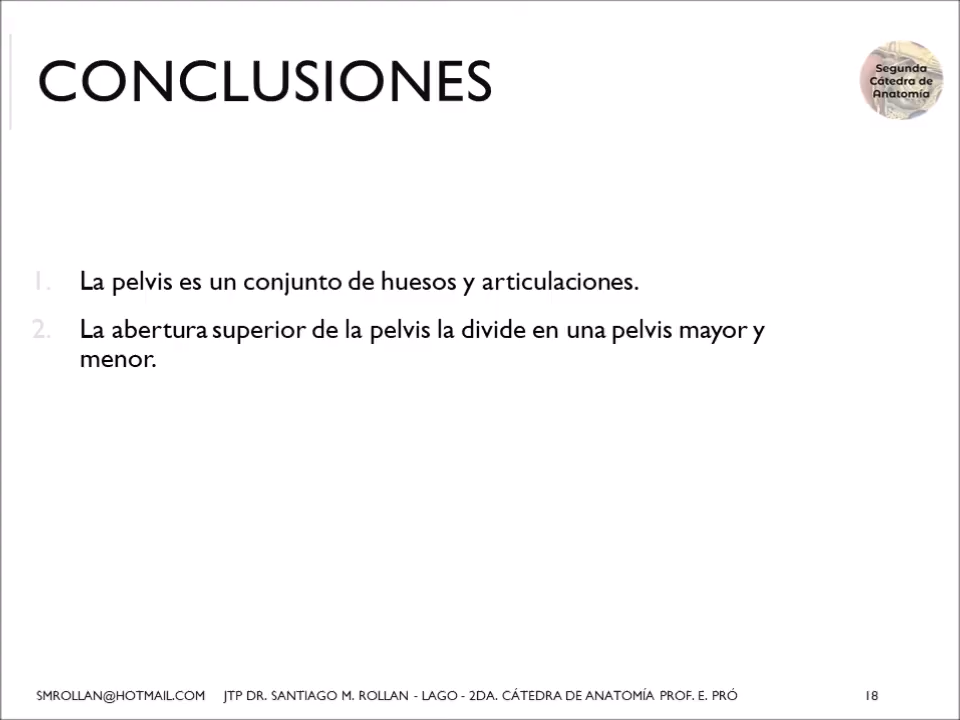 CONCLUSIONES
Segunda
Cátedra de
Anatomía
1. La pelvis es un conjunto de huesos y articulaciones.
2. La abertura superior de la pelvis la divide en una pelvis mayor y
menor.
SMROLLAN@HOTMAIL.COM JTP DR. SANTIAGO M. ROLLAN - LAGO - 2DA. CÁTEDRA DE ANATOMÍA PROF. E. PRÓ 18